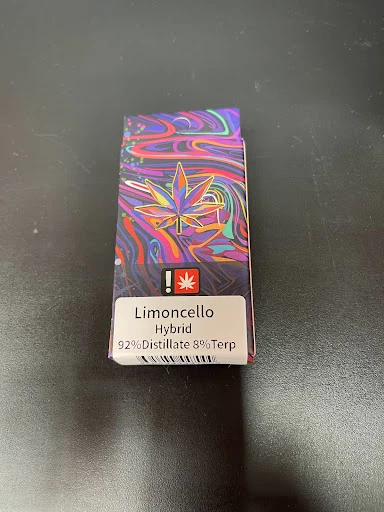 Limoncello
Hybrid
92%Distillate 8%Terp